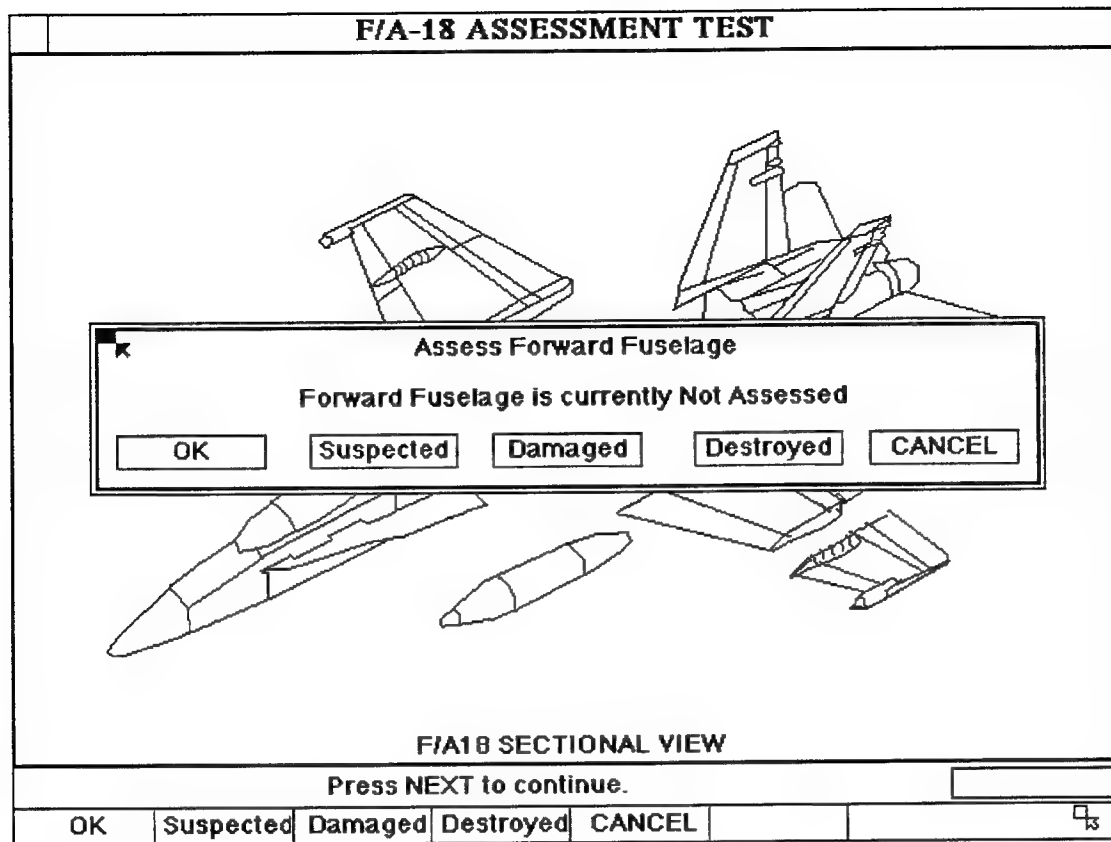 F/A-18 ASSESSMENT TEST
Assess Forward Fuselage
Forward Fuselage is currently Not Assessed
OK Suspected Damaged Destroyed CANCEL
F/A18 SECTIONAL VIEW
Press NEXT to continue.
OK Suspected Damaged Destroyed CANCEL